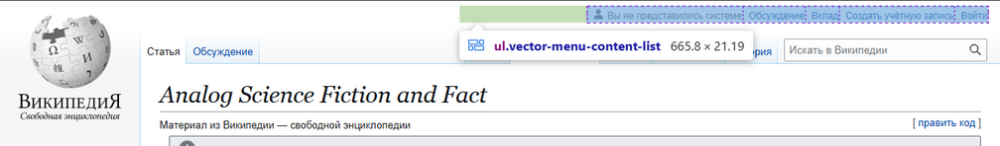 Вы не представились системе Обсуждение Вклад Создать учётную запись Войти
ul.vector-menu-content-list 665.8 × 21.19
Статья Обсуждение ория Искать в Википедии
ВИКИПЕДИЯ
Свободная энциклопедия
Analog Science Fiction and Fact
Материал из Википедии — свободной энциклопедии [ править код ]